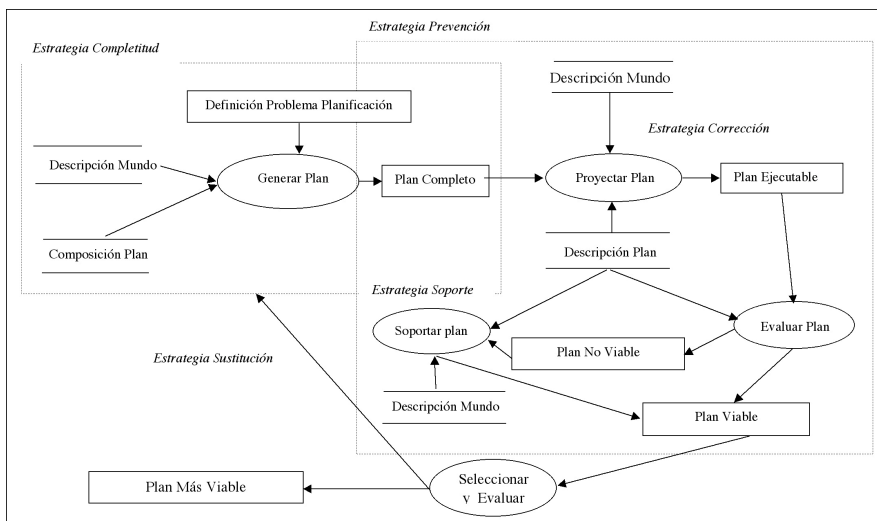 Estrategia Prevención
Estrategia Completitud
Descripción Mundo
Definición Problema Planificación
Estrategia Corrección
Descripción Mundo
Generar Plan
Plan Completo
Proyectar Plan
Plan Ejecutable
Composición Plan
Descripción Plan
Estrategia Soporte
Soportar plan
Evaluar Plan
Estrategia Sustitución
Plan No Viable
Descripción Mundo
Plan Viable
Plan Más Viable
Seleccionar
y Evaluar